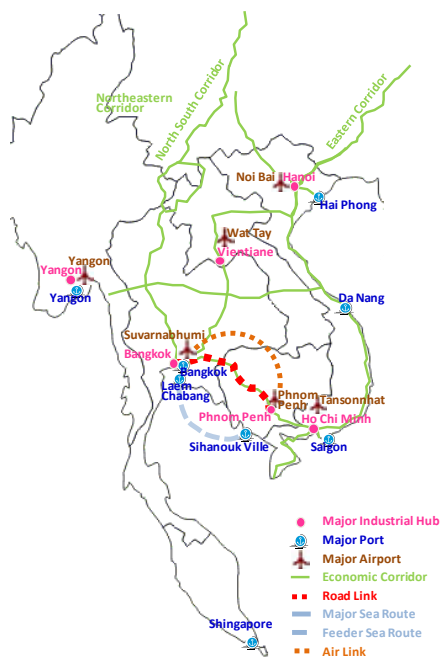 Northeastern
Corridor
North South Corridor
Eastern Corridor
Noi Bai
Hanoi
Hai Phong
Wat Tay
Vientiane
Yangon
Yangon
Yangon
Da Nang
Suvarnabhumi
Bangkok
Bangkok
Laem
Chabang
Phnom
Penh
Tansonnhat
Phnom Penh
Ho Chi Minh
Sihanouk Ville
Saigon
Shingapore
Major Industrial Hub
Major Port
Major Airport
Economic Corridor
Road Link
Major Sea Route
Feeder Sea Route
Air Link